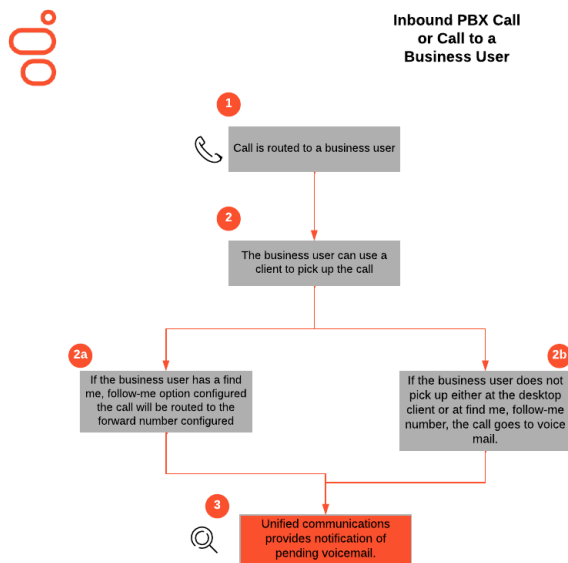 Inbound PBX Call
or Call to a
Business User
1
Call is routed to a business user
2
The business user can use a
client to pick up the call
2a
If the business user has a find
me, follow-me option configured
the call will be routed to the
forward number configured
2b
If the business user does not
pick up either at the desktop
client or at find me, follow-me
number, the call goes to voice
mail.
3
Unified communications
provides notification of
pending voicemail.